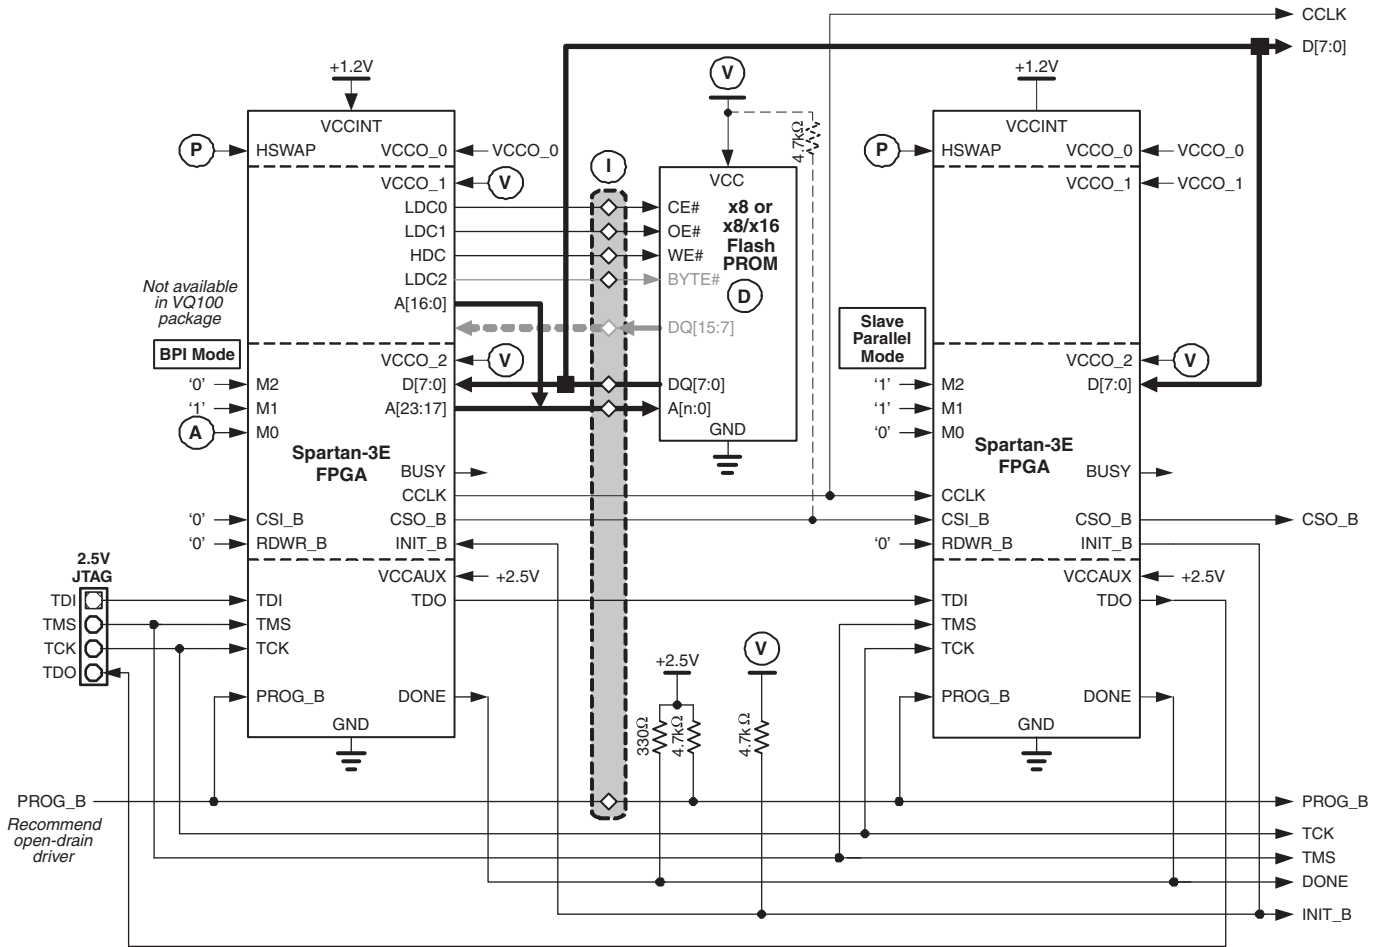 CCLK
D[7:0]
+1.2V
V
+1.2V
VCCINT
4.7kΩ
VCCINT
P
HSWAP
VCCO_0
VCCO_0
P
HSWAP
VCCO_0
VCCO_0
I
VCCO_1
V
VCC
VCCO_1
VCCO_1
LDC0
CE#
x8 or
x8/x16
Flash
PROM
LDC1
OE#
HDC
WE#
LDC2
BYTE#
D
Not available
in VQ100
package
A[16:0]
DQ[15:7]
Slave
Parallel
Mode
BPI Mode
VCCO_2
V
VCCO_2
V
'0'
M2
D[7:0]
DQ[7:0]
'1'
M2
D[7:0]
'1'
M1
A[23:17]
A[n:0]
'1'
M1
A
M0
GND
'0'
M0
Spartan-3E
FPGA
Spartan-3E
FPGA
BUSY
BUSY
CCLK
CCLK
'0'
CSI_B
CSO_B
CSI_B
CSO_B
CSO_B
'0'
RDWR_B
INIT_B
'0'
RDWR_B
INIT_B
2.5V
JTAG
VCCAUX
+2.5V
VCCAUX
+2.5V
TDI
TDI
TDO
TDI
TDO
TMS
TMS
TMS
TCK
TCK
TCK
TDO
+2.5V
V
PROG_B
DONE
PROG_B
DONE
330Ω
4.7kΩ
4.7kΩ
GND
GND
PROG_B
PROG_B
Recommend
open-drain
driver
TCK
TMS
DONE
INIT_B